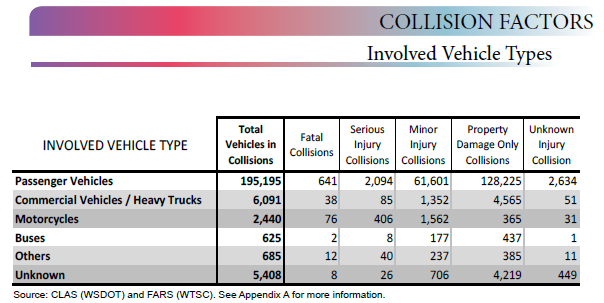 COLLISION FACTORS
Involved Vehicle Types
INVOLVED VEHICLE TYPE Total Vehicles in Collisions Fatal Collisions Serious Injury Collisions Minor Injury Collisions Property Damage Only Collisions Unknown Injury Collision
Passenger Vehicles 195,195 641 2,094 61,601 128,225 2,634
Commercial Vehicles / Heavy Trucks 6,091 38 85 1,352 4,565 51
Motorcycles 2,440 76 406 1,562 365 31
Buses 625 2 8 177 437 1
Others 685 12 40 237 385 11
Unknown 5,408 8 26 706 4,219 449
Source: CLAS (WSDOT) and FARS (WTSC). See Appendix A for more information.